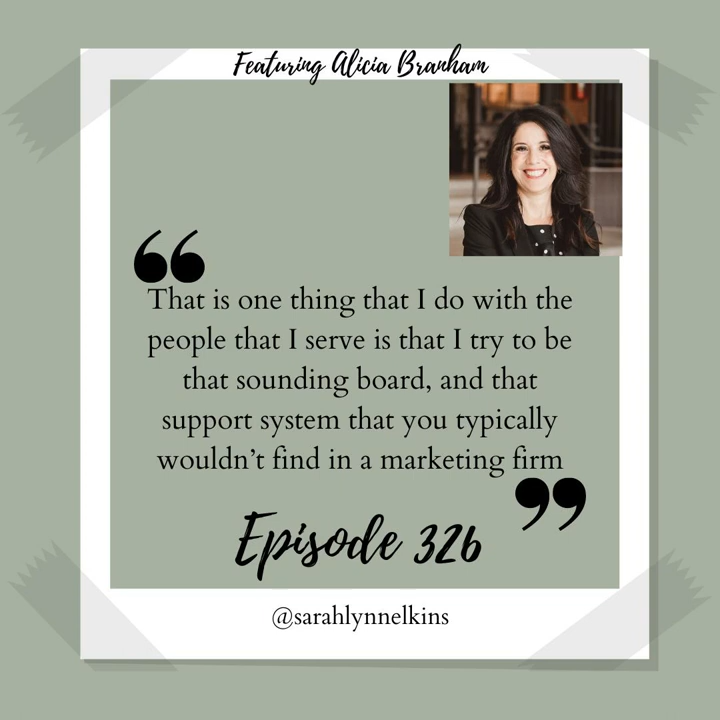 Featuring Alicia Branham
“
That is one thing that I do with the
people that I serve is that I try to be
that sounding board, and that
support system that you typically
wouldn’t find in a marketing firm
”
Episode 326
@sarahlynnelkins